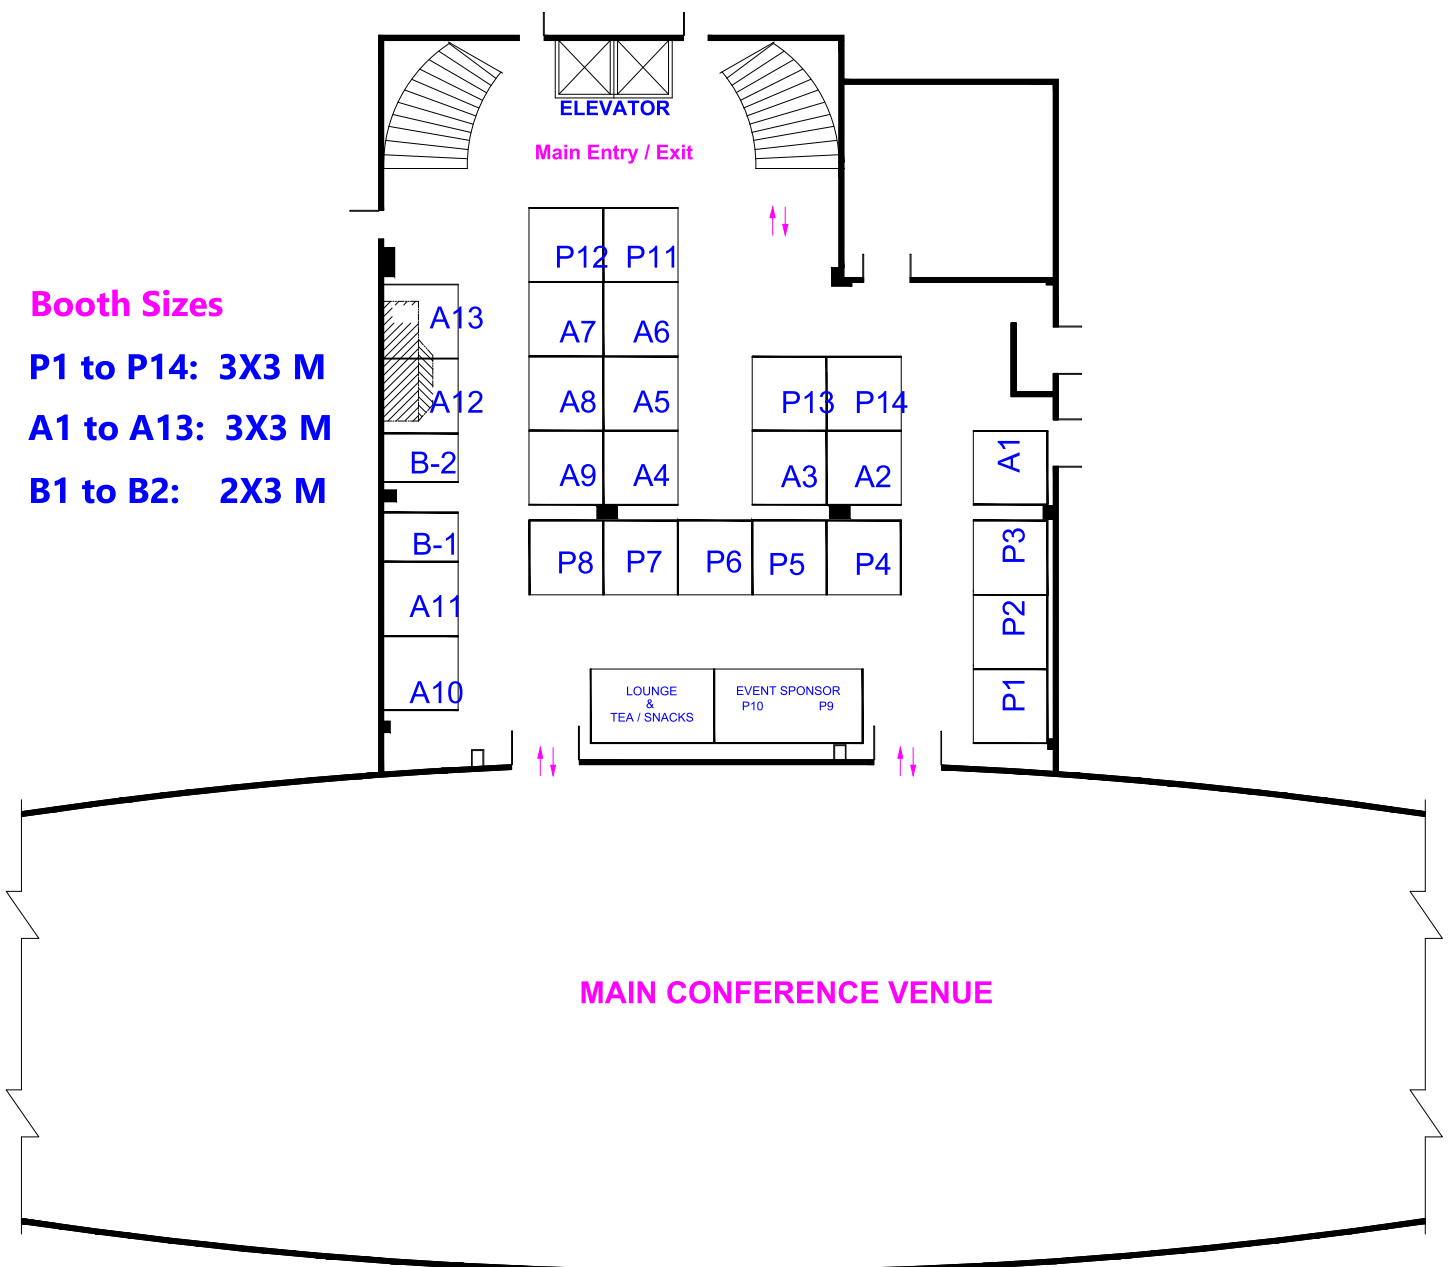 ELEVATOR
Main Entry / Exit
Booth Sizes
P1 to P14: 3X3 M
A1 to A13: 3X3 M
B1 to B2: 2X3 M
P12 P11
A13 A7 A6
A12 A8 A5 P13 P14
B-2 A9 A4 A3 A2 A1
B-1 P8 P7 P6 P5 P4 P3
A11 P2
A10 P1
LOUNGE
&
TEA / SNACKS
EVENT SPONSOR
P10 P9
MAIN CONFERENCE VENUE